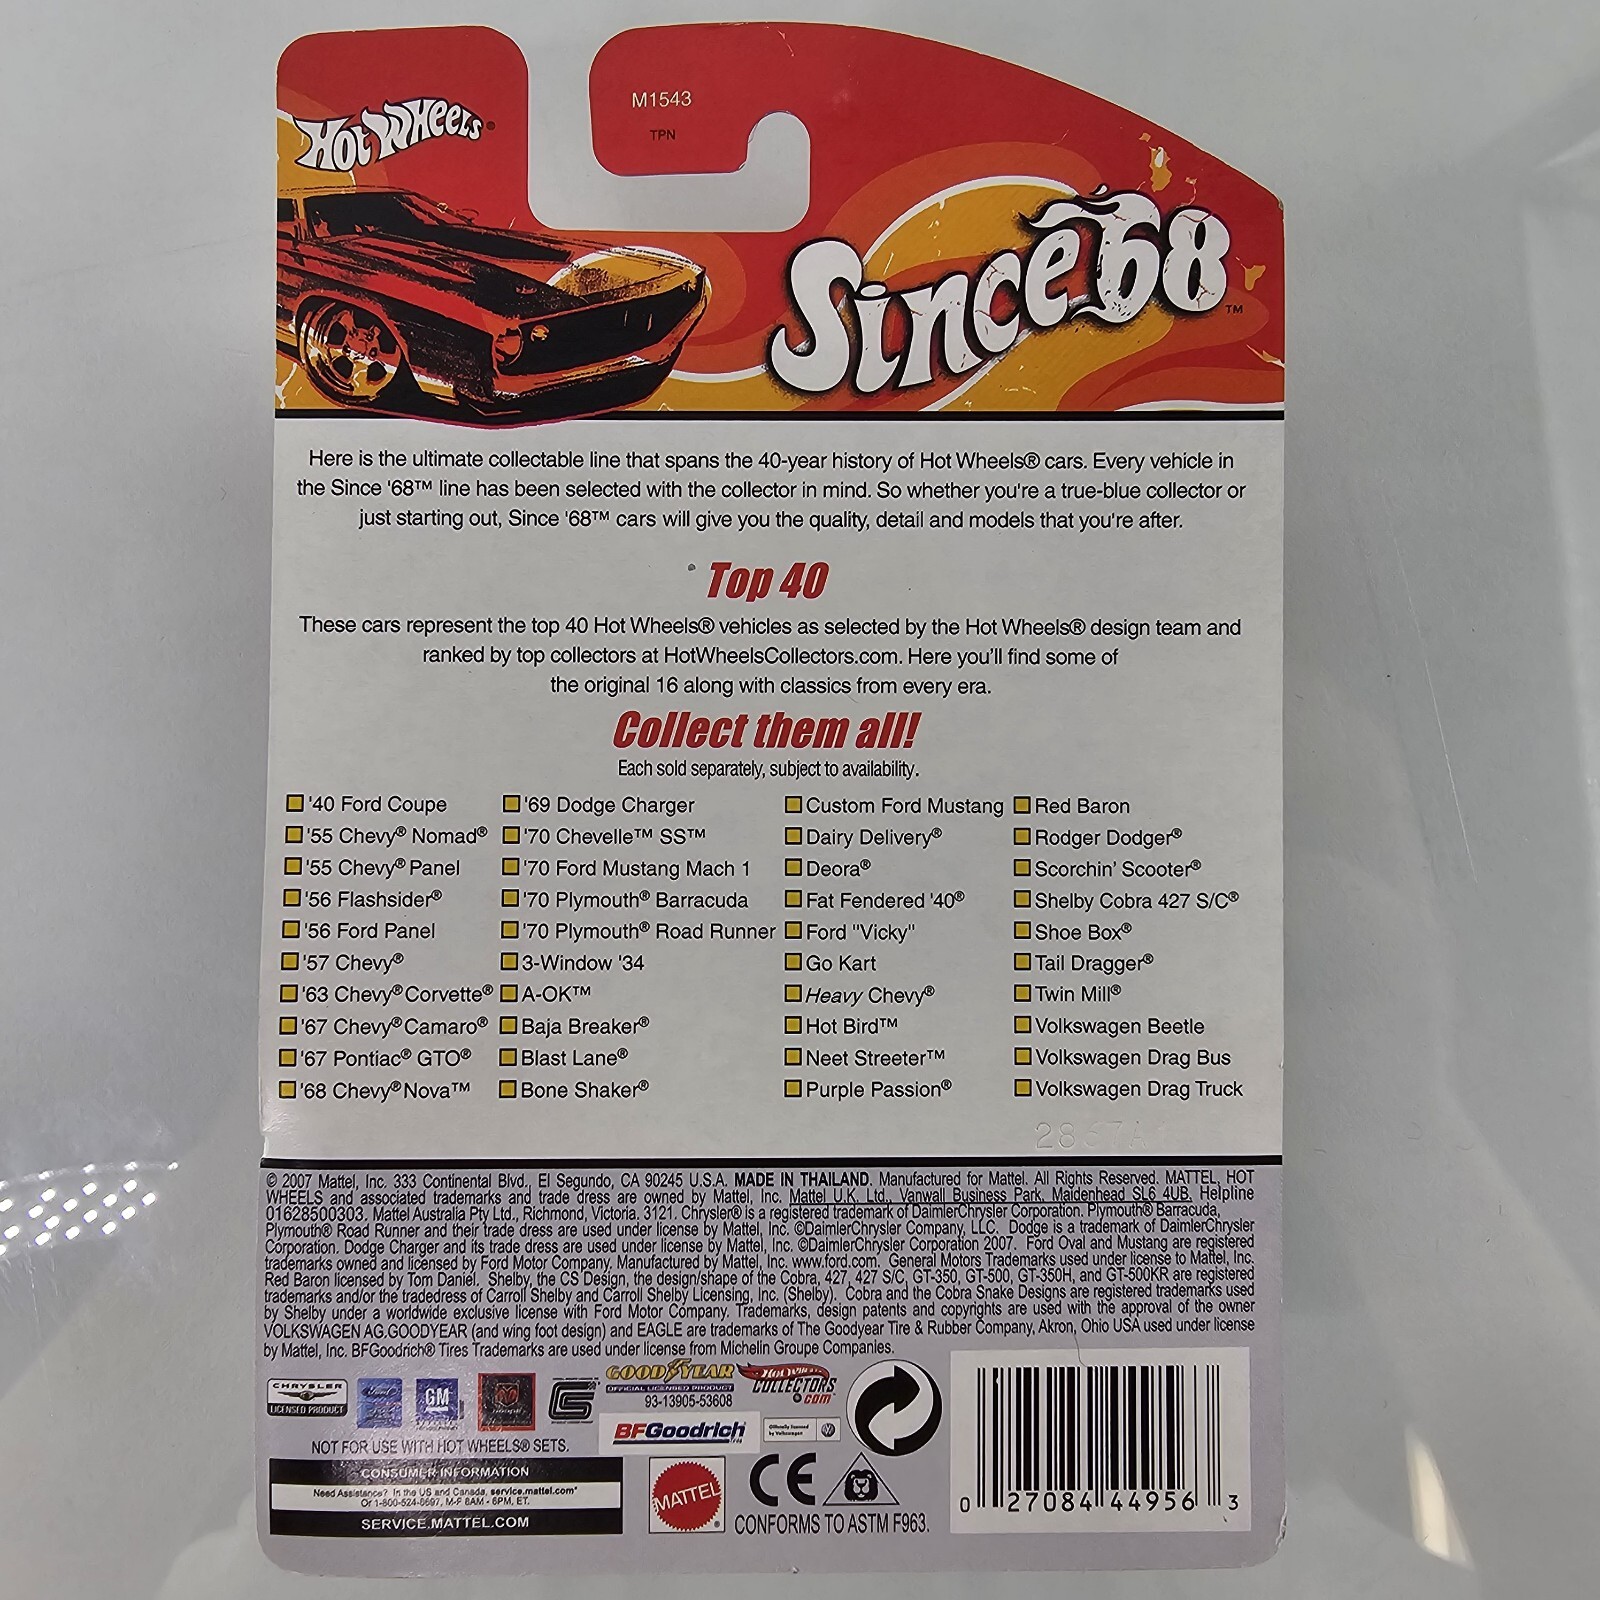 M1543
TPN
HOT WHEELS®
Since '68™
Here is the ultimate collectable line that spans the 40-year history of Hot Wheels® cars. Every vehicle in
the Since '68™ line has been selected with the collector in mind. So whether you're a true-blue collector or
just starting out, Since '68™ cars will give you the quality, detail and models that you're after.
Top 40
These cars represent the top 40 Hot Wheels® vehicles as selected by the Hot Wheels® design team and
ranked by top collectors at HotWheelsCollectors.com. Here you'll find some of
the original 16 along with classics from every era.
Collect them all!
Each sold separately, subject to availability.
'40 Ford Coupe
'55 Chevy® Nomad®
'55 Chevy® Panel
'56 Flashsider®
'56 Ford Panel
'57 Chevy®
'63 Chevy® Corvette®
'67 Chevy® Camaro®
'67 Pontiac® GTO®
'68 Chevy® Nova™
'69 Dodge Charger
'70 Chevelle™ SS™
'70 Ford Mustang Mach 1
'70 Plymouth® Barracuda
'70 Plymouth® Road Runner
3-Window '34
A-OK™
Baja Breaker®
Blast Lane®
Bone Shaker®
Custom Ford Mustang
Dairy Delivery®
Deora®
Fat Fendered '40®
Ford "Vicky"
Go Kart
Heavy Chevy®
Hot Bird™
Neet Streeter™
Purple Passion®
Red Baron
Rodger Dodger®
Scorchin' Scooter®
Shelby Cobra 427 S/C®
Shoe Box®
Tail Dragger®
Twin Mill®
Volkswagen Beetle
Volkswagen Drag Bus
Volkswagen Drag Truck
© 2007 Mattel, Inc. 333 Continental Blvd., El Segundo, CA 90245 U.S.A. MADE IN THAILAND. Manufactured for Mattel. All Rights Reserved. MATTEL, HOT
WHEELS and associated trademarks and trade dress are owned by Mattel, Inc. Mattel U.K. Ltd., Vanwall Business Park, Maidenhead SL6 4UB. Helpline
01628500303. Mattel Australia Pty Ltd., Richmond, Victoria. 3121. Chrysler® is a registered trademark of DaimlerChrysler Corporation. Plymouth® Barracuda,
Plymouth® Road Runner and their trade dress are used under license by Mattel, Inc. ©DaimlerChrysler Company, LLC. Dodge is a trademark of DaimlerChrysler
Corporation. Dodge Charger and its trade dress are used under license by Mattel, Inc. ©DaimlerChrysler Corporation 2007. Ford Oval and Mustang are registered
trademarks owned and licensed by Ford Motor Company. Manufactured by Mattel, Inc. www.ford.com. General Motors Trademarks used under license to Mattel, Inc.
Red Baron licensed by Tom Daniel. Shelby, the CS Design, the design/shape of the Cobra, 427, 427 S/C, GT-350, GT-500, GT-350H, and GT-500KR are registered
trademarks and/or the tradedress of Carroll Shelby and Carroll Shelby Licensing, Inc. (Shelby). Cobra and the Cobra Snake Designs are registered trademarks used
by Shelby under a worldwide exclusive license with Ford Motor Company. Trademarks, design patents and copyrights are used with the approval of the owner
VOLKSWAGEN AG.GOODYEAR (and wing foot design) and EAGLE are trademarks of The Goodyear Tire & Rubber Company, Akron, Ohio USA used under license
by Mattel, Inc. BFGoodrich® Tires Trademarks are used under license from Michelin Groupe Companies.
CHRYSLER
LICENSED PRODUCT
GM
GOODYEAR
OFFICIAL LICENSED PRODUCT
93-13905-53608
HOT WHEELS
COLLECTORS
.COM
BFGoodrich
Officially licensed
by Volkswagen
NOT FOR USE WITH HOT WHEELS® SETS.
CONSUMER INFORMATION
Need Assistance? In the US and Canada, service.mattel.com*
Or 1-800-524-8697, M-F 8AM - 6PM, ET.
SERVICE.MATTEL.COM
MATTEL®
CE
CONFORMS TO ASTM F963.
0 27084 44956 3